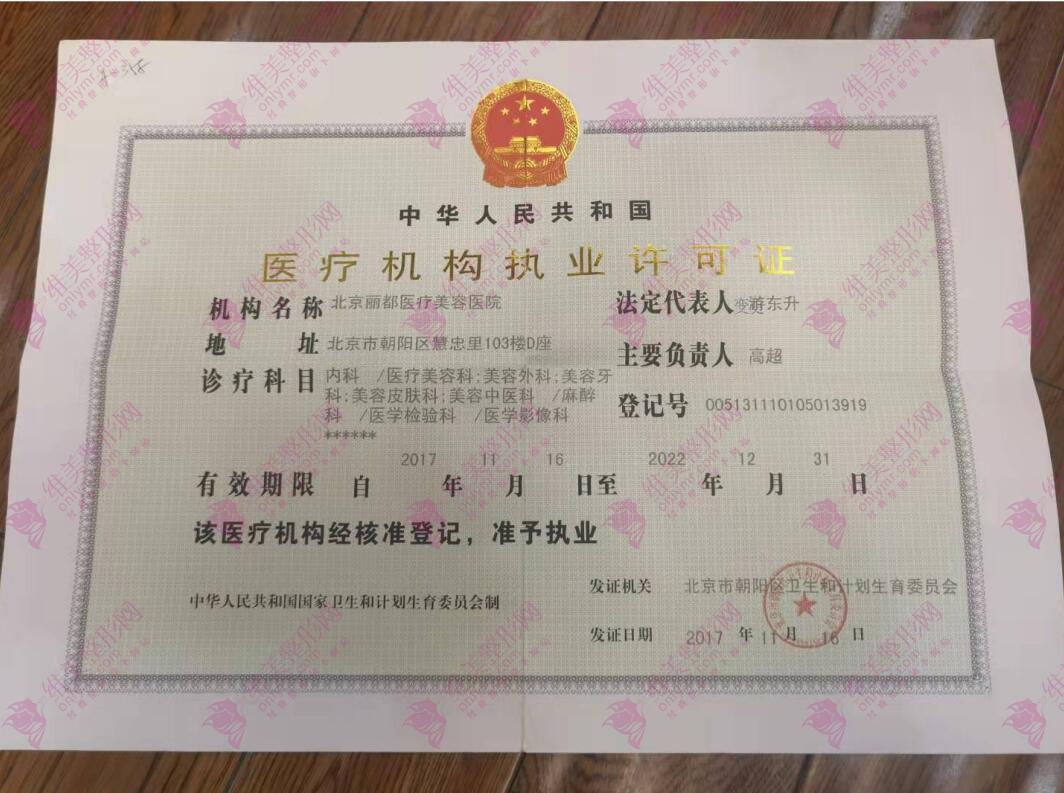 中华人民共和国
医疗机构执业许可证
机构名称 北京丽都医疗美容医院
法定代表人 变更 游东升
地 址 北京市朝阳区慧忠里103楼D座
主要负责人 高超
诊疗科目 内科 /医疗美容科;美容外科;美容牙
科;美容皮肤科;美容中医科 /麻醉
科 /医学检验科 /医学影像科
******
登记号 005131110105013919
有效期限 自 2017 年 11 月 16 日至 2022 年 12 月 31 日
该医疗机构经核准登记，准予执业
中华人民共和国国家卫生和计划生育委员会制
发证机关 北京市朝阳区卫生和计划生育委员会
发证日期 2017 年 11 月 16 日
维美整形网
onlymr.com